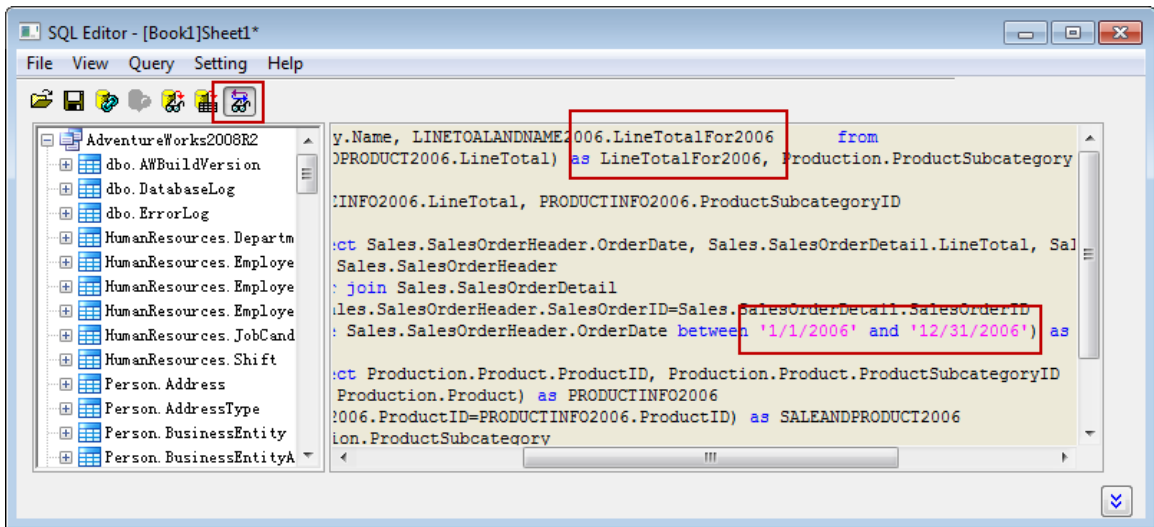 SQL Editor - [Book1]Sheet1*
File View Query Setting Help
AdventureWorks2008R2
dbo.AWBuildVersion
dbo.DatabaseLog
dbo.ErrorLog
HumanResources.Departm
HumanResources.Employe
HumanResources.Employe
HumanResources.Employe
HumanResources.JobCand
HumanResources.Shift
Person.Address
Person.AddressType
Person.BusinessEntity
Person.BusinessEntityA
y.Name, LINETOALANDNAME2006.LineTotalFor2006 from
OPRODUCT2006.LineTotal) as LineTotalFor2006, Production.ProductSubcategory
INFO2006.LineTotal, PRODUCTINFO2006.ProductSubcategoryID
ct Sales.SalesOrderHeader.OrderDate, Sales.SalesOrderDetail.LineTotal, Sal
Sales.SalesOrderHeader
join Sales.SalesOrderDetail
les.SalesOrderHeader.SalesOrderID=Sales.SalesOrderDetail.SalesOrderID
Sales.SalesOrderHeader.OrderDate between '1/1/2006' and '12/31/2006') as
ct Production.Product.ProductID, Production.Product.ProductSubcategoryID
Production.Product) as PRODUCTINFO2006
2006.ProductID=PRODUCTINFO2006.ProductID) as SALEANDPRODUCT2006
ion.ProductSubcategory